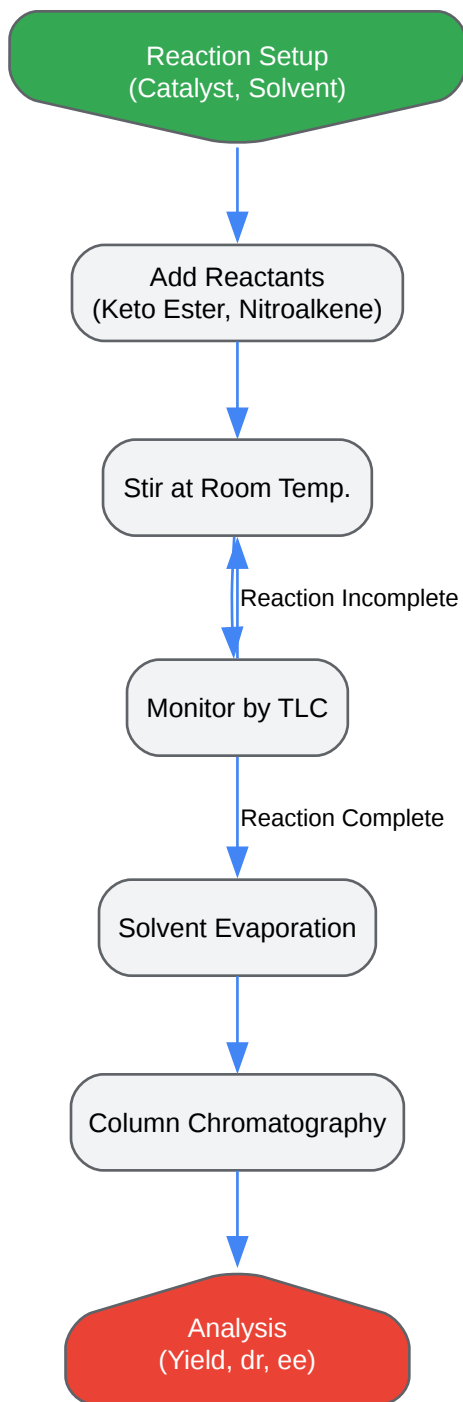 Reaction Setup
(Catalyst, Solvent)
Add Reactants
(Keto Ester, Nitroalkene)
Stir at Room Temp.
Reaction Incomplete
Monitor by TLC
Reaction Complete
Solvent Evaporation
Column Chromatography
Analysis
(Yield, dr, ee)